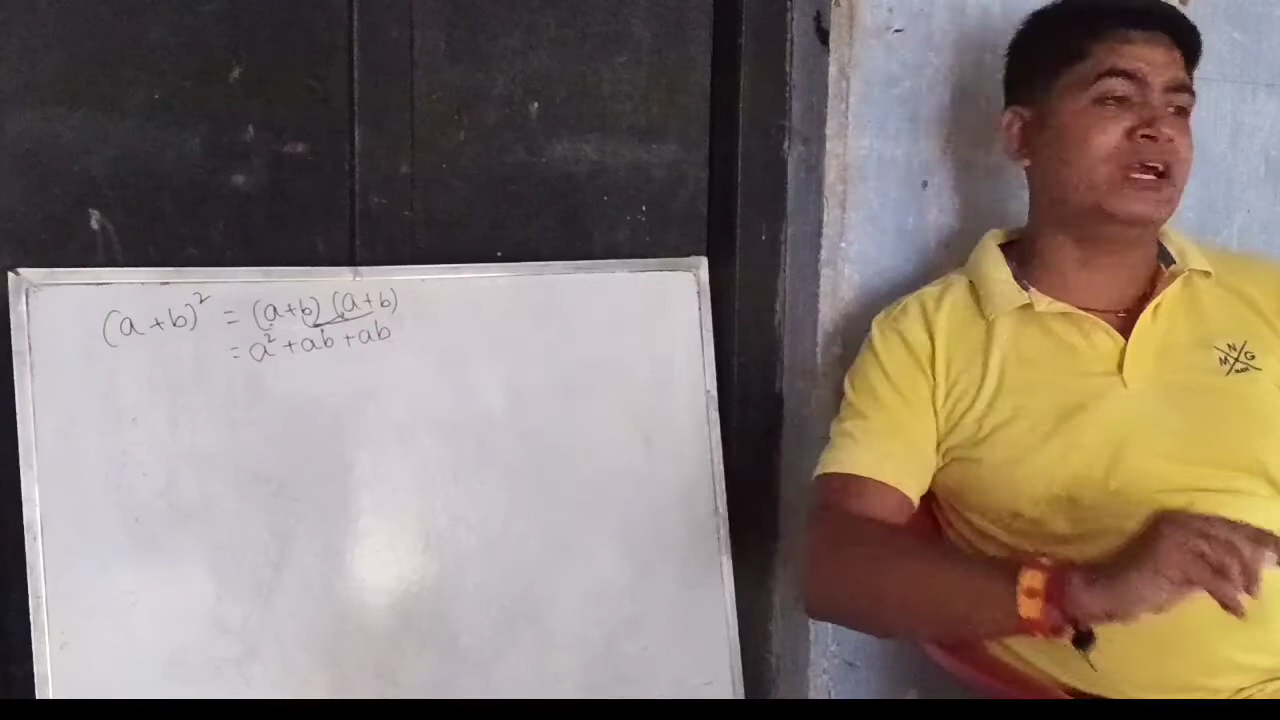 (a+b)² = (a+b) (a+b)
= a² + ab + ab
M N G